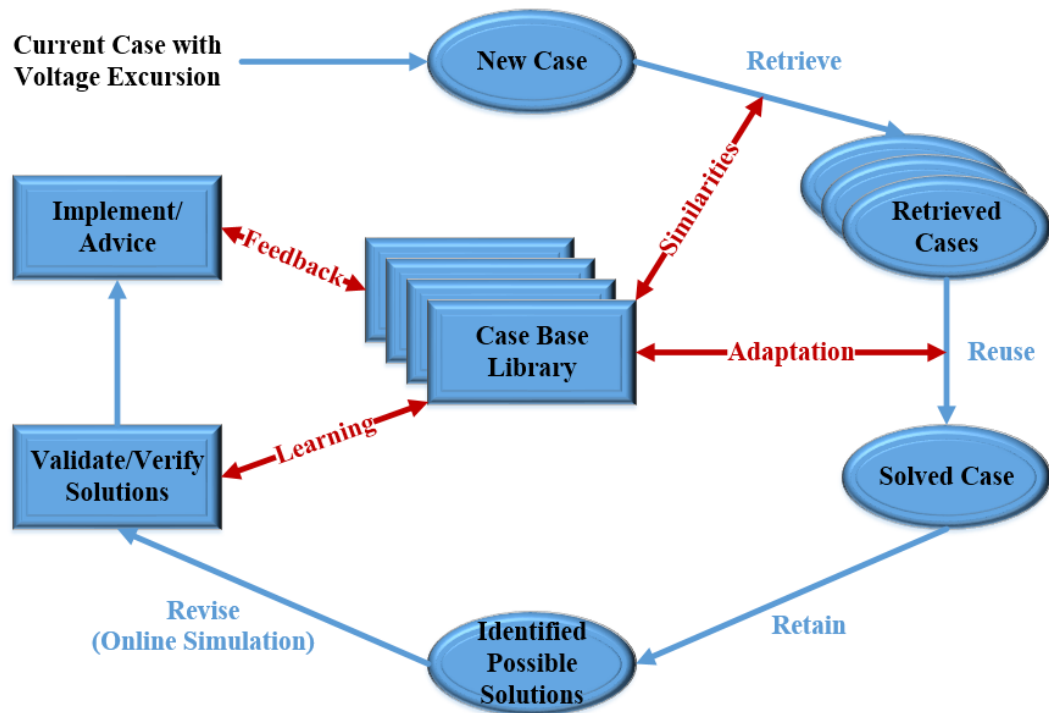 Current Case with
Voltage Excursion
New Case
Retrieve
Similarities
Implement/
Advice
Feedback
Retrieved
Cases
Case Base
Library
Adaptation
Reuse
Learning
Validate/Verify
Solutions
Solved Case
Revise
(Online Simulation)
Identified
Possible
Solutions
Retain